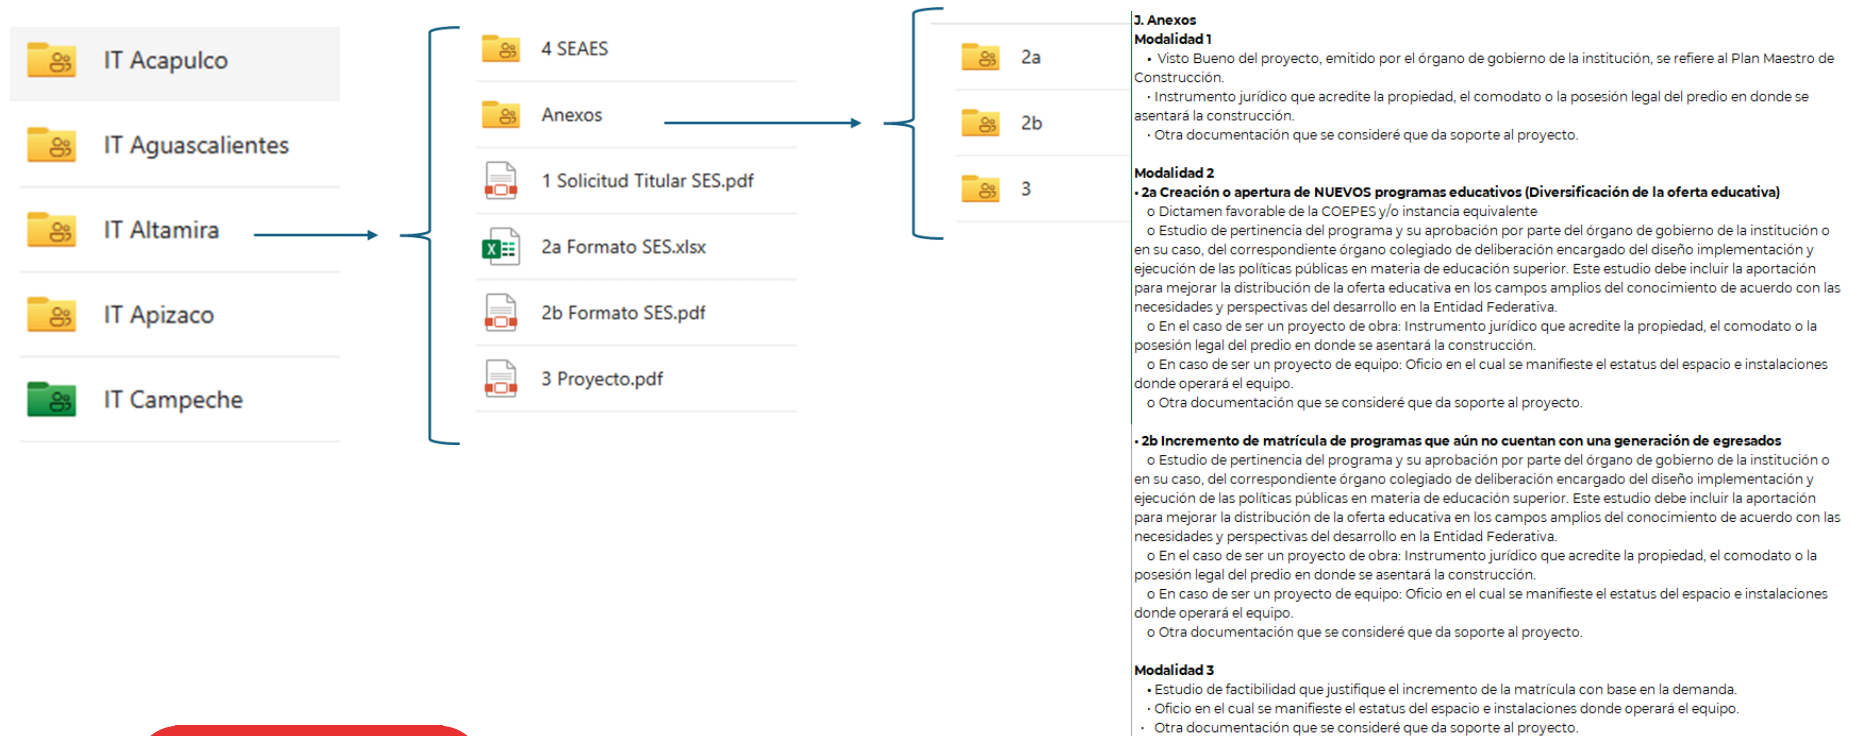 IT Acapulco
IT Aguascalientes
IT Altamira
IT Apizaco
IT Campeche
4 SEAES
Anexos
1 Solicitud Titular SES.pdf
2a Formato SES.xlsx
2b Formato SES.pdf
3 Proyecto.pdf
2a
2b
3
J. Anexos
Modalidad 1
• Visto Bueno del proyecto, emitido por el órgano de gobierno de la institución, se refiere al Plan Maestro de
Construcción.
• Instrumento jurídico que acredite la propiedad, el comodato o la posesión legal del predio en donde se
asentará la construcción.
• Otra documentación que se consideré que da soporte al proyecto.
Modalidad 2
• 2a Creación o apertura de NUEVOS programas educativos (Diversificación de la oferta educativa)
o Dictamen favorable de la COEPES y/o instancia equivalente
o Estudio de pertinencia del programa y su aprobación por parte del órgano de gobierno de la institución o
en su caso, del correspondiente órgano colegiado de deliberación encargado del diseño implementación y
ejecución de las políticas públicas en materia de educación superior. Este estudio debe incluir la aportación
para mejorar la distribución de la oferta educativa en los campos amplios del conocimiento de acuerdo con las
necesidades y perspectivas del desarrollo en la Entidad Federativa.
o En el caso de ser un proyecto de obra: Instrumento jurídico que acredite la propiedad, el comodato o la
posesión legal del predio en donde se asentará la construcción.
o En caso de ser un proyecto de equipo: Oficio en el cual se manifieste el estatus del espacio e instalaciones
donde operará el equipo.
o Otra documentación que se consideré que da soporte al proyecto.
• 2b Incremento de matrícula de programas que aún no cuentan con una generación de egresados
o Estudio de pertinencia del programa y su aprobación por parte del órgano de gobierno de la institución o
en su caso, del correspondiente órgano colegiado de deliberación encargado del diseño implementación y
ejecución de las políticas públicas en materia de educación superior. Este estudio debe incluir la aportación
para mejorar la distribución de la oferta educativa en los campos amplios del conocimiento de acuerdo con las
necesidades y perspectivas del desarrollo en la Entidad Federativa.
o En el caso de ser un proyecto de obra: Instrumento jurídico que acredite la propiedad, el comodato o la
posesión legal del predio en donde se asentará la construcción.
o En caso de ser un proyecto de equipo: Oficio en el cual se manifieste el estatus del espacio e instalaciones
donde operará el equipo.
o Otra documentación que se consideré que da soporte al proyecto.
Modalidad 3
• Estudio de factibilidad que justifique el incremento de la matrícula con base en la demanda.
• Oficio en el cual se manifieste el estatus del espacio e instalaciones donde operará el equipo.
• Otra documentación que se consideré que da soporte al proyecto.